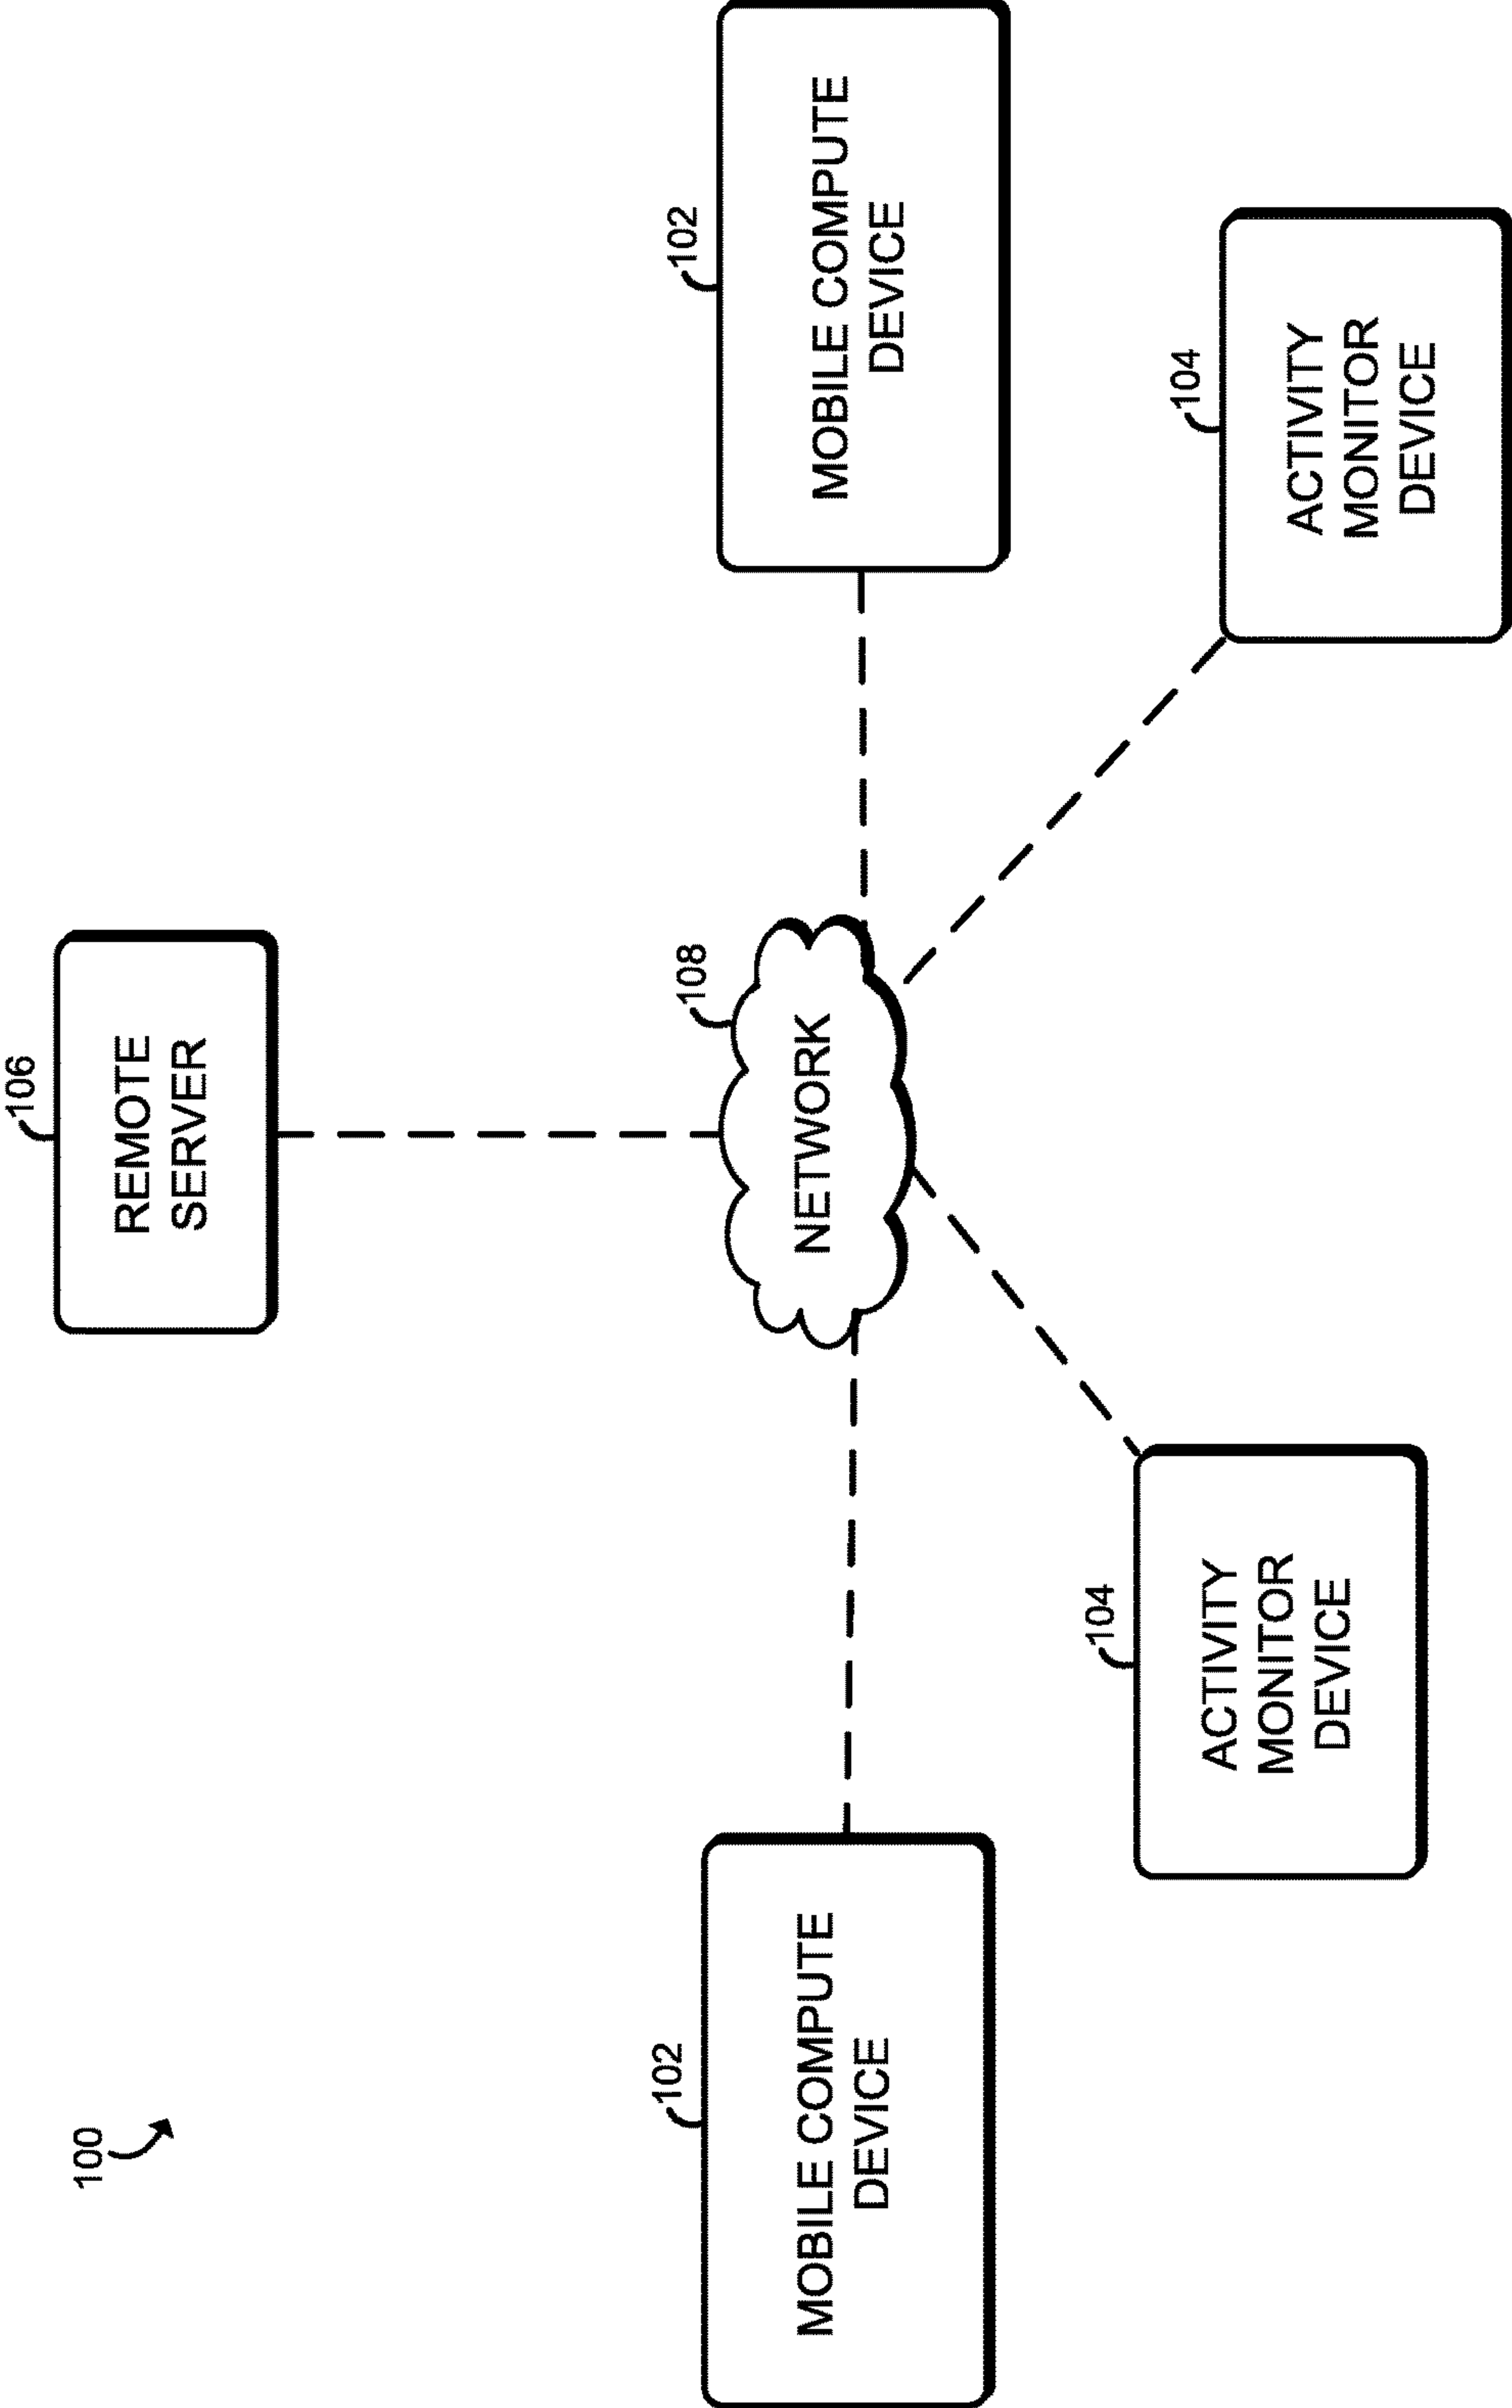 100
106
REMOTE
SERVER
102
MOBILE COMPUTE
DEVICE
108
NETWORK
102
MOBILE COMPUTE
DEVICE
104
ACTIVITY
MONITOR
DEVICE
104
ACTIVITY
MONITOR
DEVICE